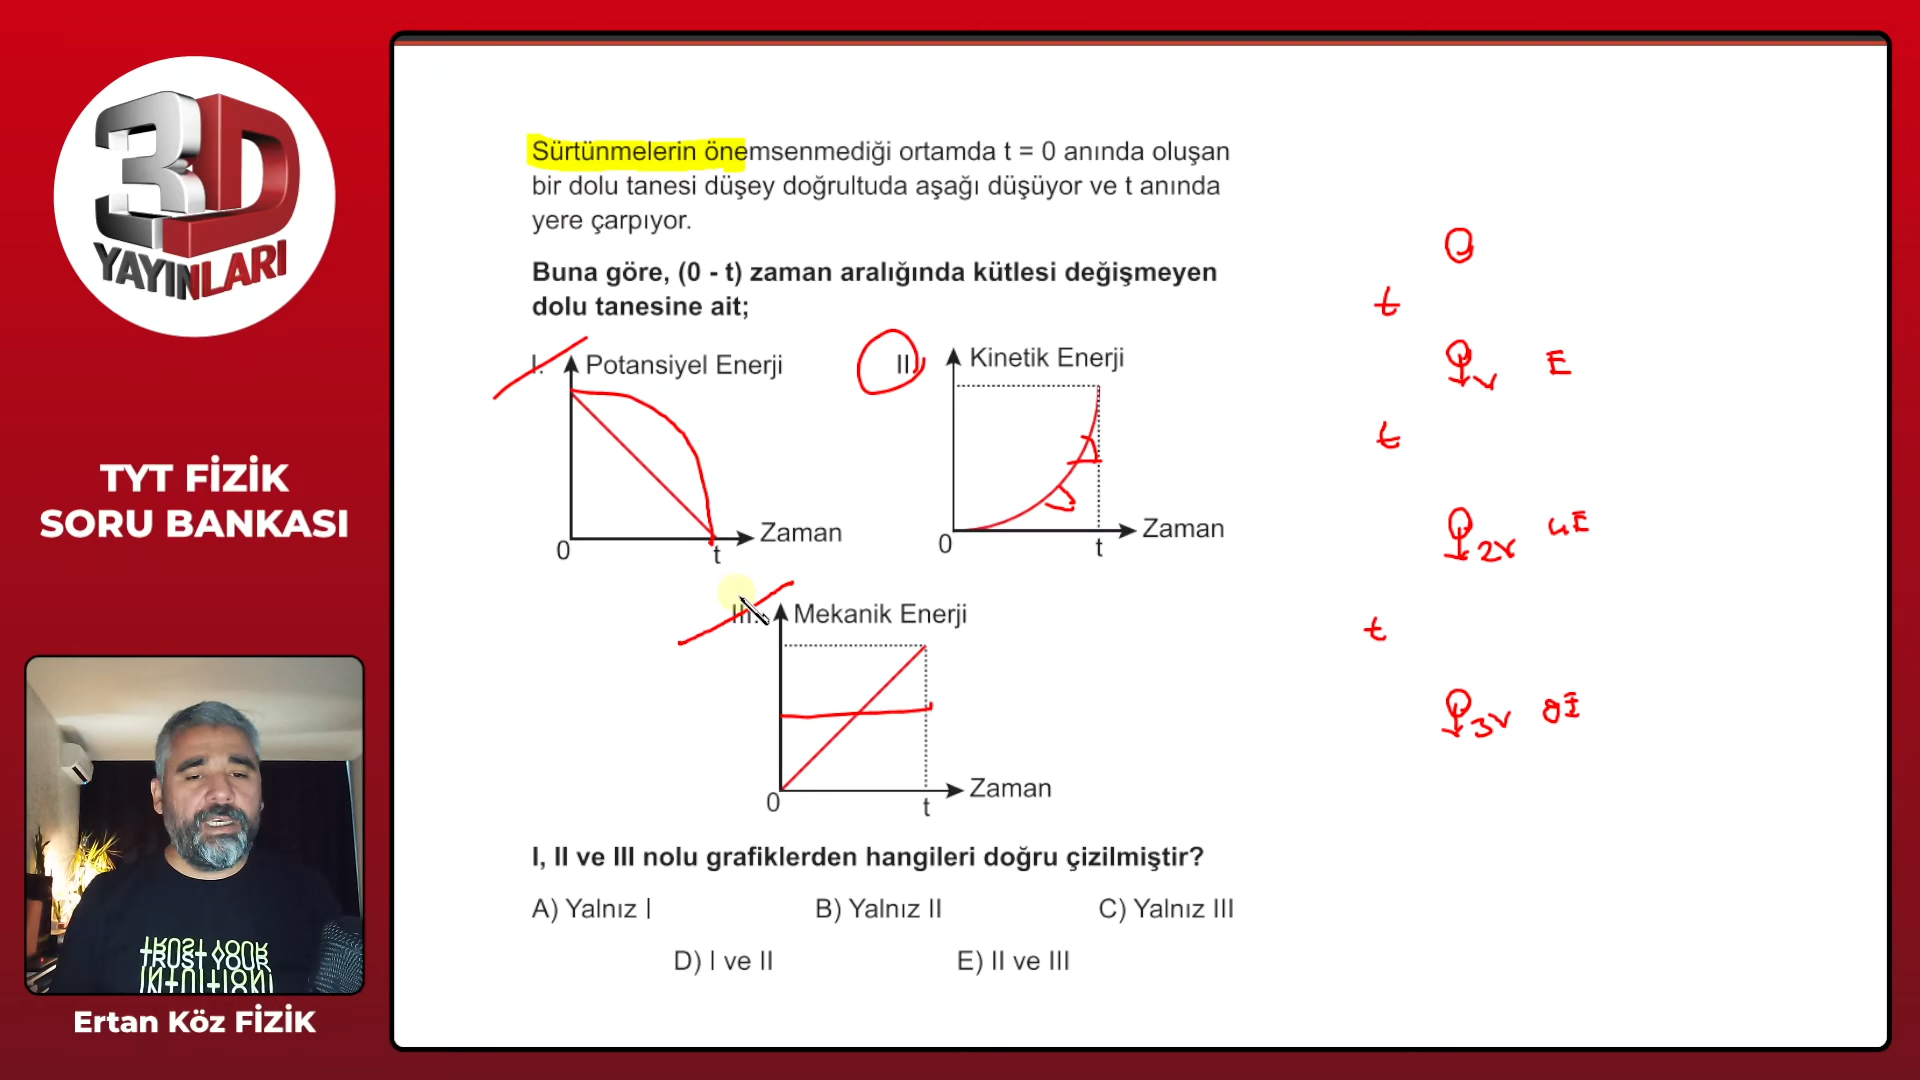 3D
YAYINLARI
TYT FİZİK
SORU BANKASI
TRUST YOUR
INTUITION!
Ertan Köz FİZİK
Sürtünmelerin önemsenmediği ortamda t = 0 anında oluşan
bir dolu tanesi düşey doğrultuda aşağı düşüyor ve t anında
yere çarpıyor.
Buna göre, (0 - t) zaman aralığında kütlesi değişmeyen
dolu tanesine ait;
I. Potansiyel Enerji
0 t Zaman
II. Kinetik Enerji
0 t Zaman
III. Mekanik Enerji
0 t Zaman
I, II ve III nolu grafiklerden hangileri doğru çizilmiştir?
A) Yalnız I B) Yalnız II C) Yalnız III
D) I ve II E) II ve III
t
v E
t
2v 4E
t
3v